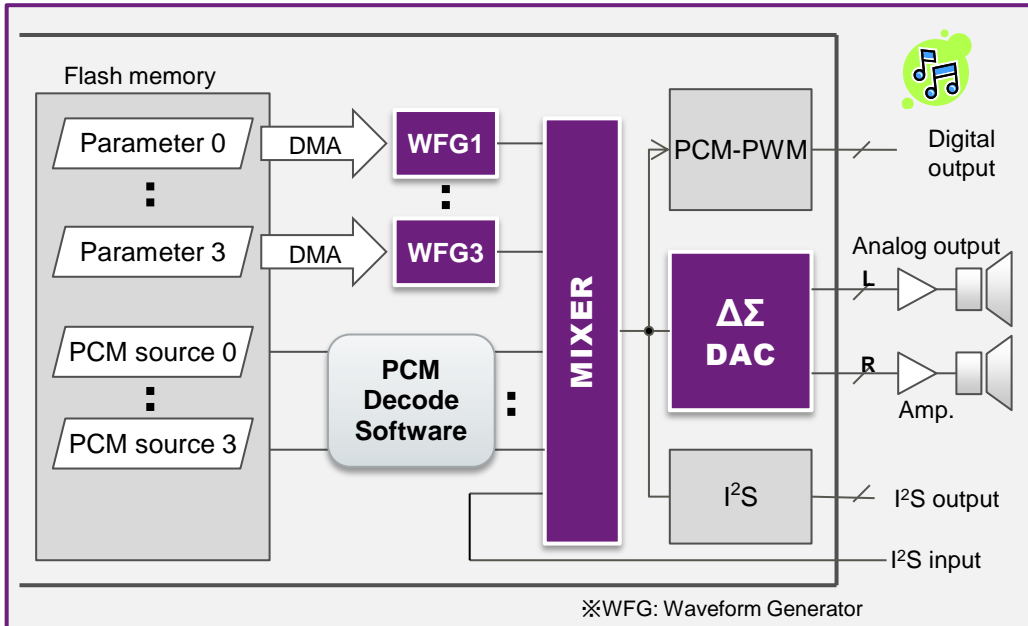 Flash memory
Parameter 0
DMA
WFG1
Parameter 3
DMA
WFG3
PCM source 0
PCM source 3
PCM
Decode
Software
MIXER
PCM-PWM
ΔΣ
DAC
I²S
Digital
output
Analog output
L
R
Amp.
I²S output
I²S input
※WFG: Waveform Generator